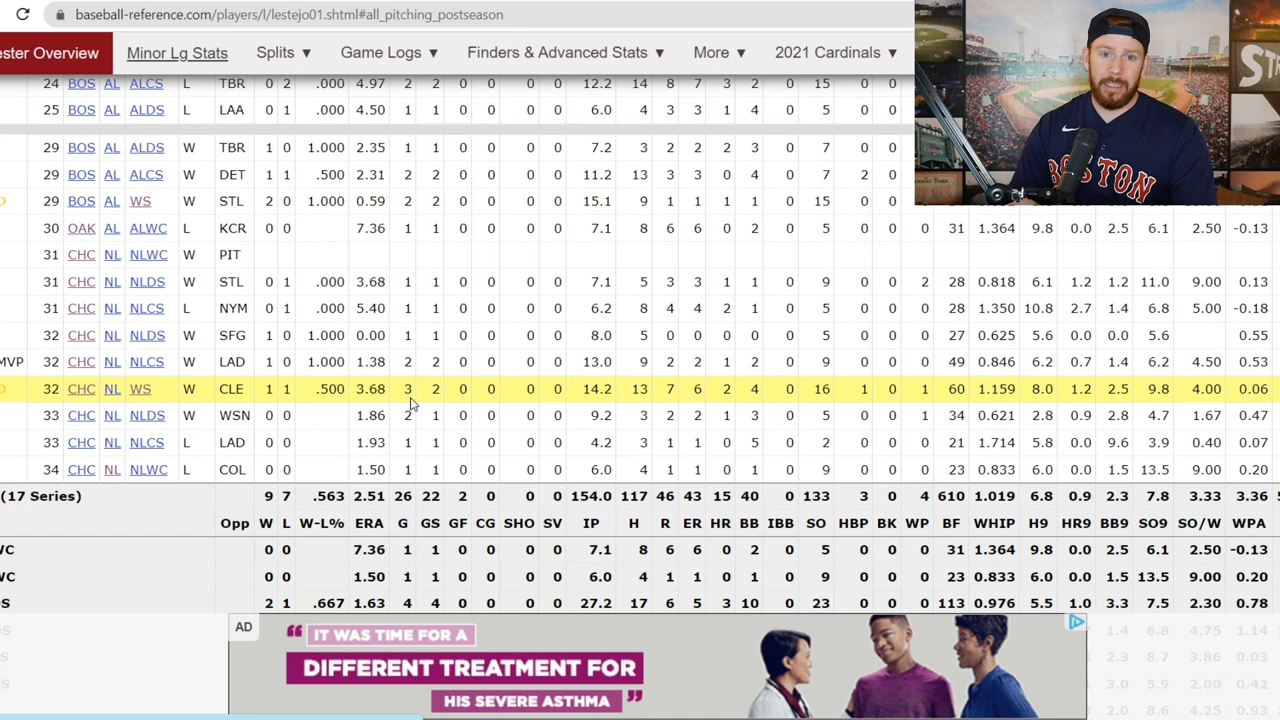 baseball-reference.com/players/l/lestejo01.shtml#all_pitching_postseason
ester Overview Minor Lg Stats Splits ▼ Game Logs ▼ Finders & Advanced Stats ▼ More ▼ 2021 Cardinals ▼
24 BOS AL ALCS L TBR 0 2 .000 4.97 2 2 0 0 0 0 12.2 14 8 7 3 2 0 15
25 BOS AL ALDS L LAA 0 1 .000 4.50 1 1 0 0 0 0 6.0 4 3 3 1 4 0 5
29 BOS AL ALDS W TBR 1 0 1.000 2.35 1 1 0 0 0 0 7.2 3 2 2 2 3 0 7
29 BOS AL ALCS W DET 1 1 .500 2.31 2 2 0 0 0 0 11.2 13 3 3 0 4 0 7 2 0
29 BOS AL WS W STL 2 0 1.000 0.59 2 2 0 0 0 0 15.1 9 1 1 1 1 0 15
30 OAK AL ALWC L KCR 0 0 7.36 1 1 0 0 0 0 7.1 8 6 6 0 2 0 5 0 0 0 31 1.364 9.8 0.0 2.5 6.1 2.50 -0.13
31 CHC NL NLWC W PIT
31 CHC NL NLDS W STL 0 1 .000 3.68 1 1 0 0 0 0 7.1 5 3 3 1 1 0 9 0 0 2 28 0.818 6.1 1.2 1.2 11.0 9.00 0.13
31 CHC NL NLCS L NYM 0 1 .000 5.40 1 1 0 0 0 0 6.2 8 4 4 2 1 0 5 0 0 0 28 1.350 10.8 2.7 1.4 6.8 5.00 -0.18
32 CHC NL NLDS W SFG 1 0 1.000 0.00 1 1 0 0 0 0 8.0 5 0 0 0 0 0 5 0 0 0 27 0.625 5.6 0.0 0.0 5.6 0.55
MVP 32 CHC NL NLCS W LAD 1 0 1.000 1.38 2 2 0 0 0 0 13.0 9 2 2 1 2 0 9 0 0 0 49 0.846 6.2 0.7 1.4 6.2 4.50 0.53
32 CHC NL WS W CLE 1 1 .500 3.68 3 2 0 0 0 0 14.2 13 7 6 2 4 0 16 1 0 1 60 1.159 8.0 1.2 2.5 9.8 4.00 0.06
33 CHC NL NLDS W WSN 0 0 1.86 2 1 0 0 0 0 9.2 3 2 2 1 3 0 5 0 0 1 34 0.621 2.8 0.9 2.8 4.7 1.67 0.47
33 CHC NL NLCS L LAD 0 0 1.93 1 1 0 0 0 0 4.2 3 1 1 0 5 0 2 0 0 0 21 1.714 5.8 0.0 9.6 3.9 0.40 0.07
34 CHC NL NLWC L COL 0 0 1.50 1 1 0 0 0 0 6.0 4 1 1 0 1 0 9 0 0 0 23 0.833 6.0 0.0 1.5 13.5 9.00 0.20
(17 Series) 9 7 .563 2.51 26 22 2 0 0 0 154.0 117 46 43 15 40 0 133 3 0 4 610 1.019 6.8 0.9 2.3 7.8 3.33 3.36
Opp W L W-L% ERA G GS GF CG SHO SV IP H R ER HR BB IBB SO HBP BK WP BF WHIP H9 HR9 BB9 SO9 SO/W WPA
WC 0 0 7.36 1 1 0 0 0 0 7.1 8 6 6 0 2 0 5 0 0 0 31 1.364 9.8 0.0 2.5 6.1 2.50 -0.13
WC 0 0 1.50 1 1 0 0 0 0 6.0 4 1 1 0 1 0 9 0 0 0 23 0.833 6.0 0.0 1.5 13.5 9.00 0.20
DS 2 1 .667 1.63 4 4 0 0 0 0 27.2 17 6 5 3 10 0 23 0 0 0 113 0.976 5.5 1.0 3.3 7.5 2.30 0.78
1.4 6.8 4.75 1.14
2.3 8.7 3.86 0.03
3.0 5.9 2.00 0.42
2.0 8.6 4.25 0.93
AD
IT WAS TIME FOR A
DIFFERENT TREATMENT FOR
HIS SEVERE ASTHMA
BOSTON
ST